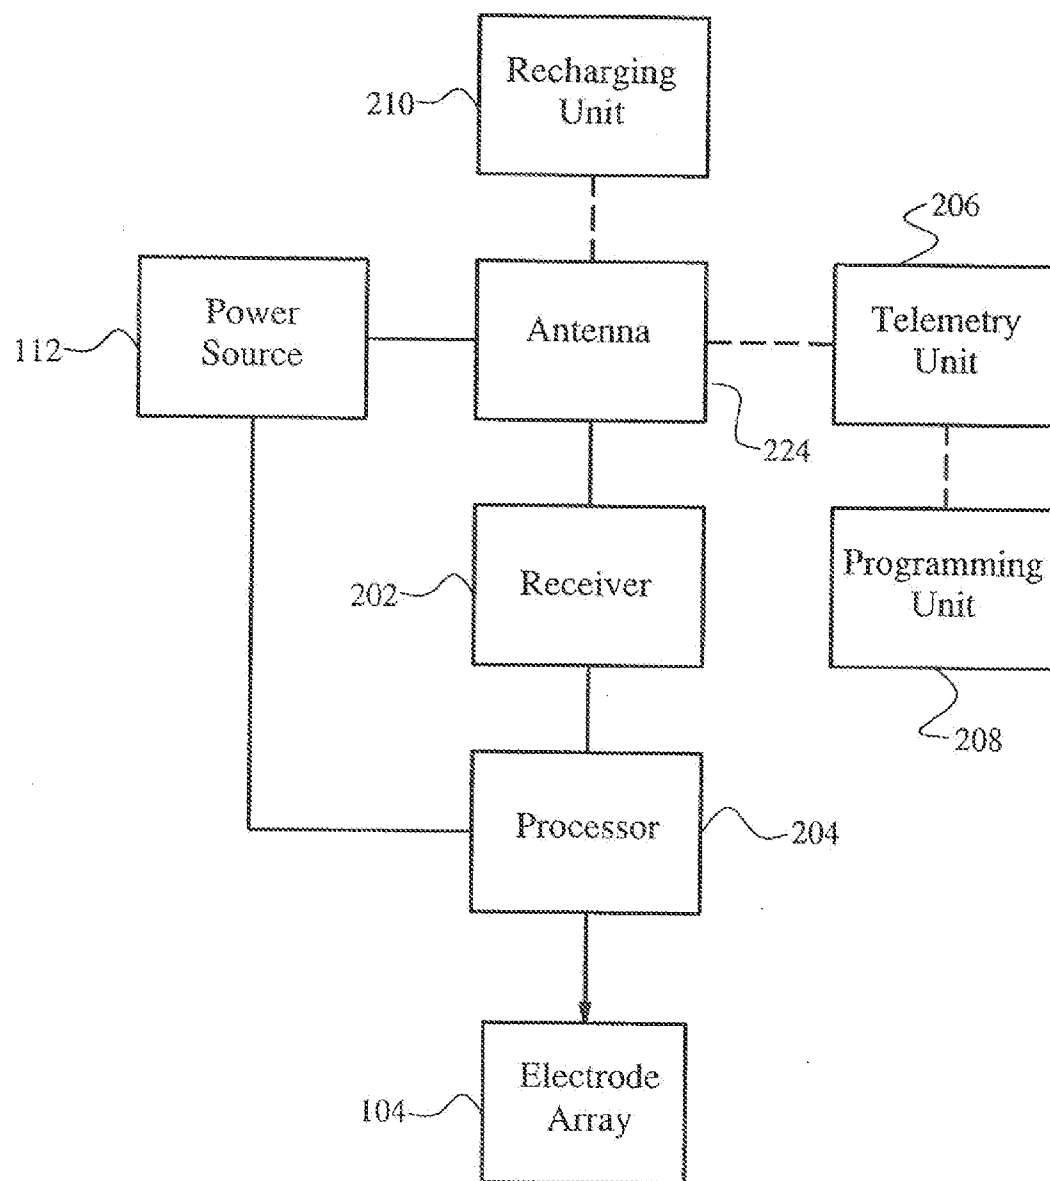 Recharging
Unit
210
206
Power
Source
112
Antenna
Telemetry
Unit
224
Receiver
202
Programming
Unit
208
Processor
204
Electrode
Array
104